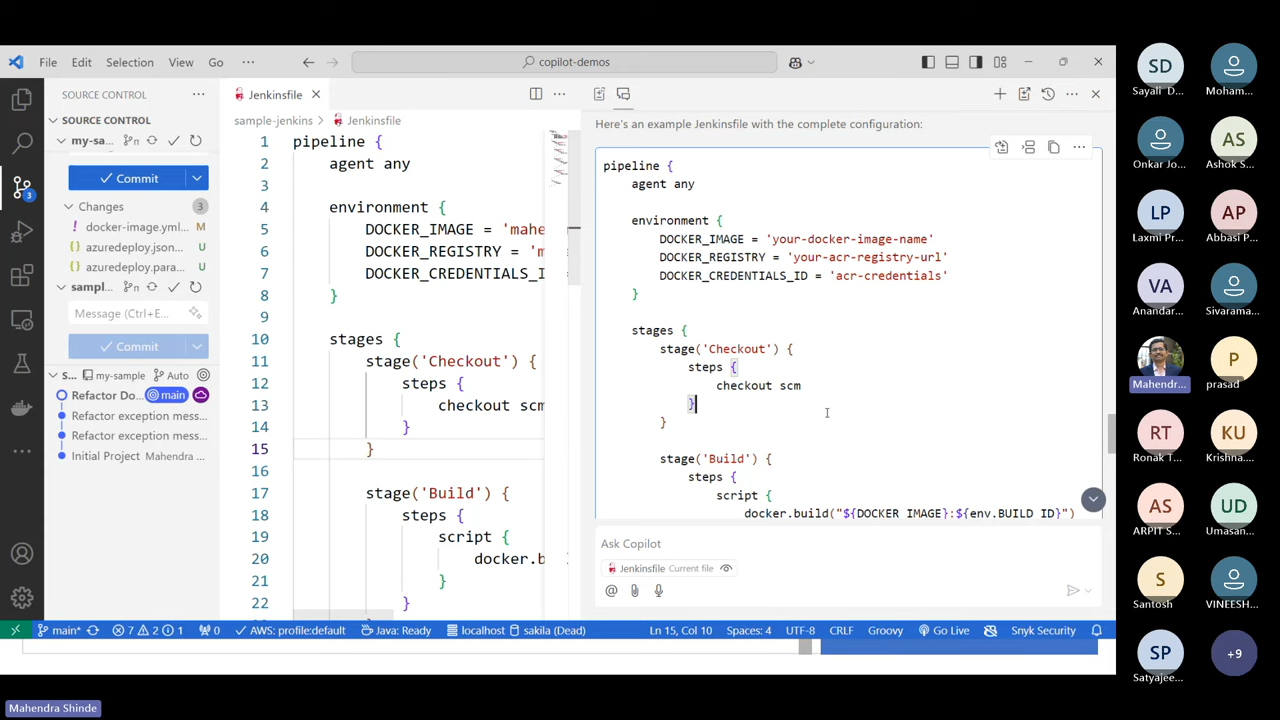 File Edit Selection View Go ··· copilot-demos
SOURCE CONTROL ···
SOURCE CONTROL
my-sa...
Commit
Changes 3
docker-image.yml... M
azuredeploy.json... U
azuredeploy.para... U
sampl...
Message (Ctrl+E...
Commit
S... my-sample Auto
Refactor Do... main
Refactor exception mess...
Refactor exception mess...
Initial Project Mahendra ...
3
Jenkinsfile
sample-jenkins > Jenkinsfile
1 pipeline {
2 agent any
3
4 environment {
5 DOCKER_IMAGE = 'mahe
6 DOCKER_REGISTRY = 'm
7 DOCKER_CREDENTIALS_I
8 }
9
10 stages {
11 stage('Checkout') {
12 steps {
13 checkout scm
14 }
15 }
16
17 stage('Build') {
18 steps {
19 script {
20 docker.b
21 }
22 }
Here's an example Jenkinsfile with the complete configuration:
pipeline {
agent any
environment {
DOCKER_IMAGE = 'your-docker-image-name'
DOCKER_REGISTRY = 'your-acr-registry-url'
DOCKER_CREDENTIALS_ID = 'acr-credentials'
}
stages {
stage('Checkout') {
steps {
checkout scm
}
}
stage('Build') {
steps {
script {
docker.build("${DOCKER_IMAGE}:${env.BUILD_ID}")
Ask Copilot
Jenkinsfile Current file
main* 7 2 1 0 AWS: profile:default Java: Ready localhost sakila (Dead) Ln 15, Col 10 Spaces: 4 UTF-8 CRLF Groovy Go Live Snyk Security
SD
Sayali D...
Moham...
Onkar Jo...
AS
Ashok S...
LP
Laxmi Pr...
AP
Abbasi P...
VA
Anandar...
Sivarama...
Mahendr...
P
prasad
RT
Ronak T...
KU
Krishna...
AS
ARPIT S...
UD
Umasan...
S
Santosh
VINEESH...
SP
Satyajee...
+9
Mahendra Shinde